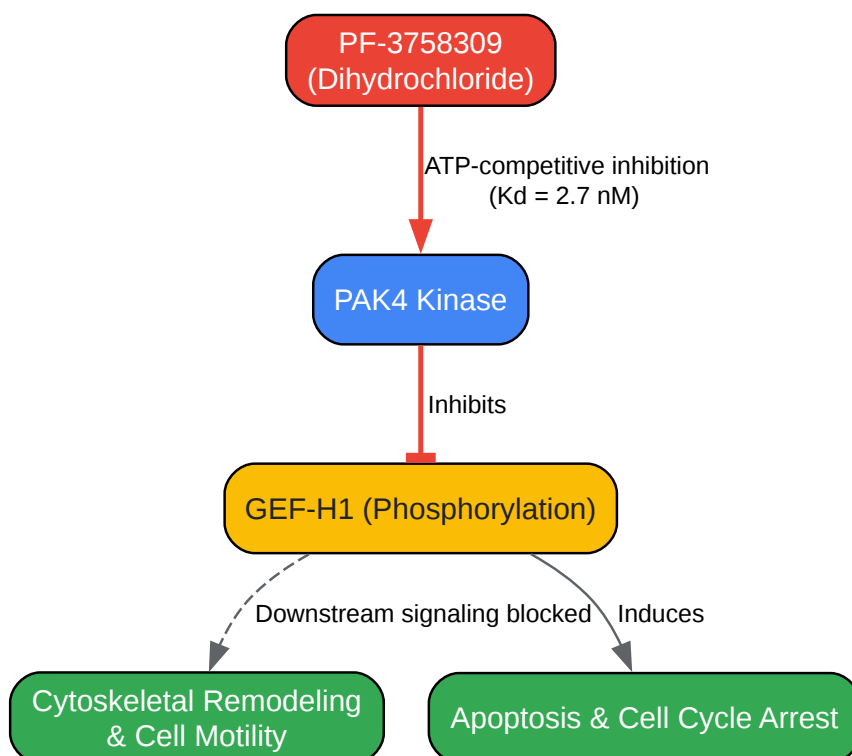 PF-3758309
(Dihydrochloride)
ATP-competitive inhibition
(Kd = 2.7 nM)
PAK4 Kinase
Inhibits
GEF-H1 (Phosphorylation)
Downstream signaling blocked
Induces
Cytoskeletal Remodeling
& Cell Motility
Apoptosis & Cell Cycle Arrest